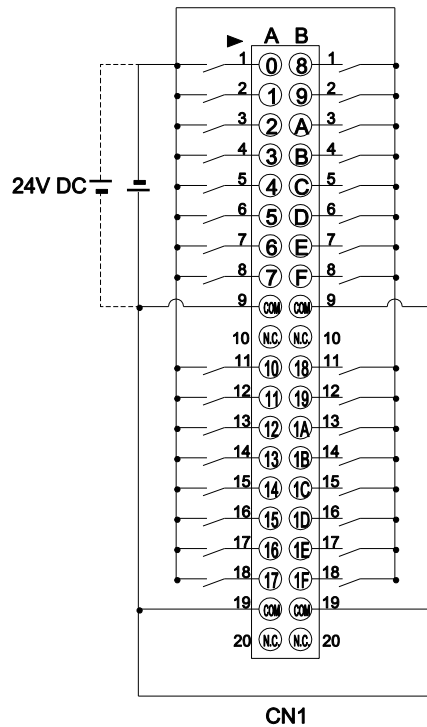 A B
1 0 8 1
2 1 9 2
3 2 A 3
4 3 B 4
24V DC
5 4 C 5
6 5 D 6
7 6 E 7
8 7 F 8
9 COM COM 9
10 N.C. N.C. 10
11 10 18 11
12 11 19 12
13 12 1A 13
14 13 1B 14
15 14 1C 15
16 15 1D 16
17 16 1E 17
18 17 1F 18
19 COM COM 19
20 N.C. N.C. 20
CN1